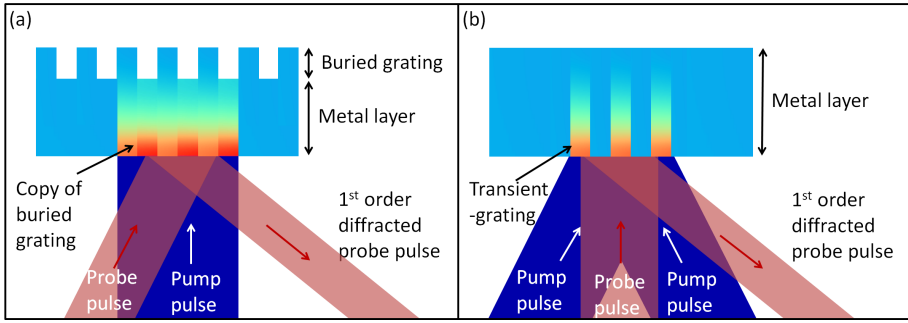 (a)
Buried grating
Metal layer
Copy of
buried
grating
1st order
diffracted
probe pulse
Probe
pulse
Pump
pulse
(b)
Metal layer
Transient
-grating
1st order
diffracted
probe pulse
Pump
pulse
Probe
pulse
Pump
pulse